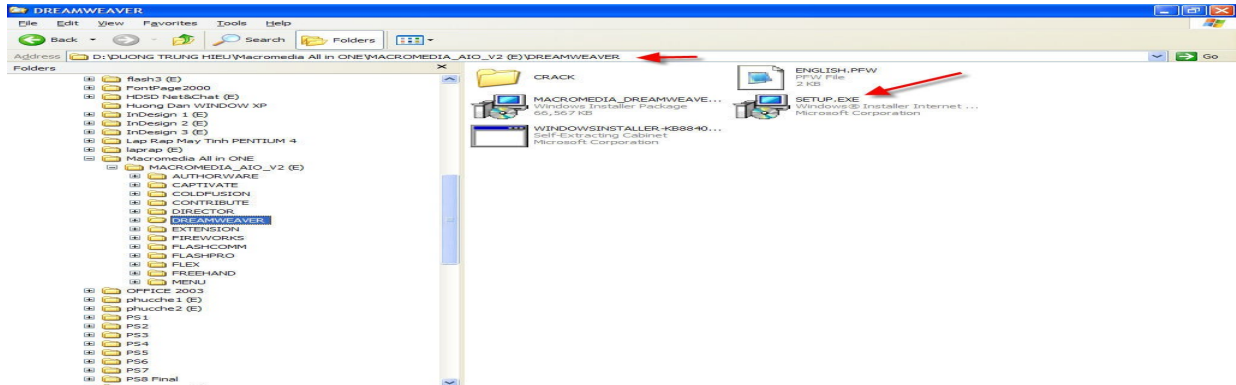 DREAMWEAVER
File Edit View Favorites Tools Help
Back Search Folders
Address D:\DUONG TRUNG HIEU\Macromedia All in ONE\MACROMEDIA_AIO_V2 (E)\DREAMWEAVER Go
Folders
flash3 (E)
FontPage2000
HDSD Net&Chat (E)
Huong Dan WINDOW XP
InDesign 1 (E)
InDesign 2 (E)
InDesign 3 (E)
Lap Rap May Tinh PENTIUM 4
laprap (E)
Macromedia All in ONE
MACROMEDIA_AIO_V2 (E)
AUTHORWARE
CAPTIVATE
COLDFUSION
CONTRIBUTE
DIRECTOR
DREAMWEAVER
EXTENSION
FIREWORKS
FLASHCOMM
FLASHPRO
FLEX
FREEHAND
MENU
OFFICE 2003
phucche1 (E)
phucche2 (E)
PS1
PS2
PS3
PS4
PS5
PS6
PS7
PS8 Final
CRACK
ENGLISH.PFW
PFW File
2 KB
MACROMEDIA_DREAMWEAVE...
Windows Installer Package
66,567 KB
SETUP.EXE
Windows® Installer Internet ...
Microsoft Corporation
WINDOWSINSTALLER-KB8840...
Self-Extracting Cabinet
Microsoft Corporation